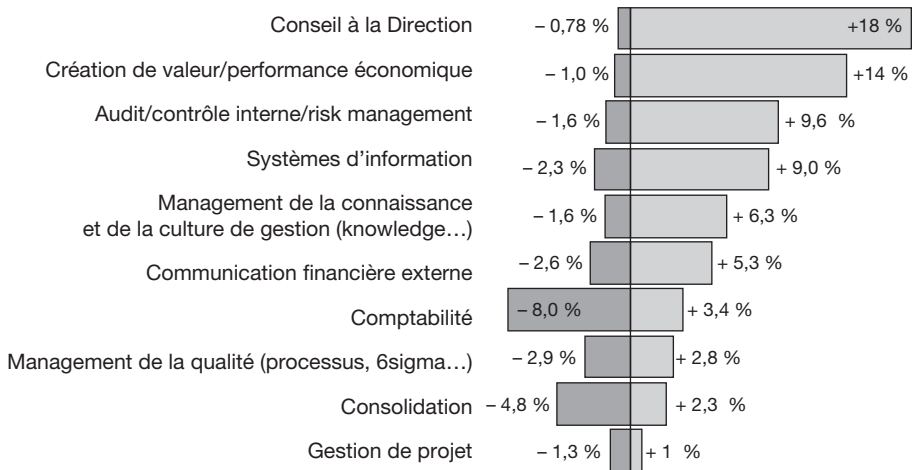 Conseil à la Direction – 0,78 % +18 %
Création de valeur/performance économique – 1,0 % +14 %
Audit/contrôle interne/risk management – 1,6 % + 9,6 %
Systèmes d’information – 2,3 % + 9,0 %
Management de la connaissance
et de la culture de gestion (knowledge…) – 1,6 % + 6,3 %
Communication financière externe – 2,6 % + 5,3 %
Comptabilité – 8,0 % + 3,4 %
Management de la qualité (processus, 6sigma…) – 2,9 % + 2,8 %
Consolidation – 4,8 % + 2,3 %
Gestion de projet – 1,3 % + 1 %